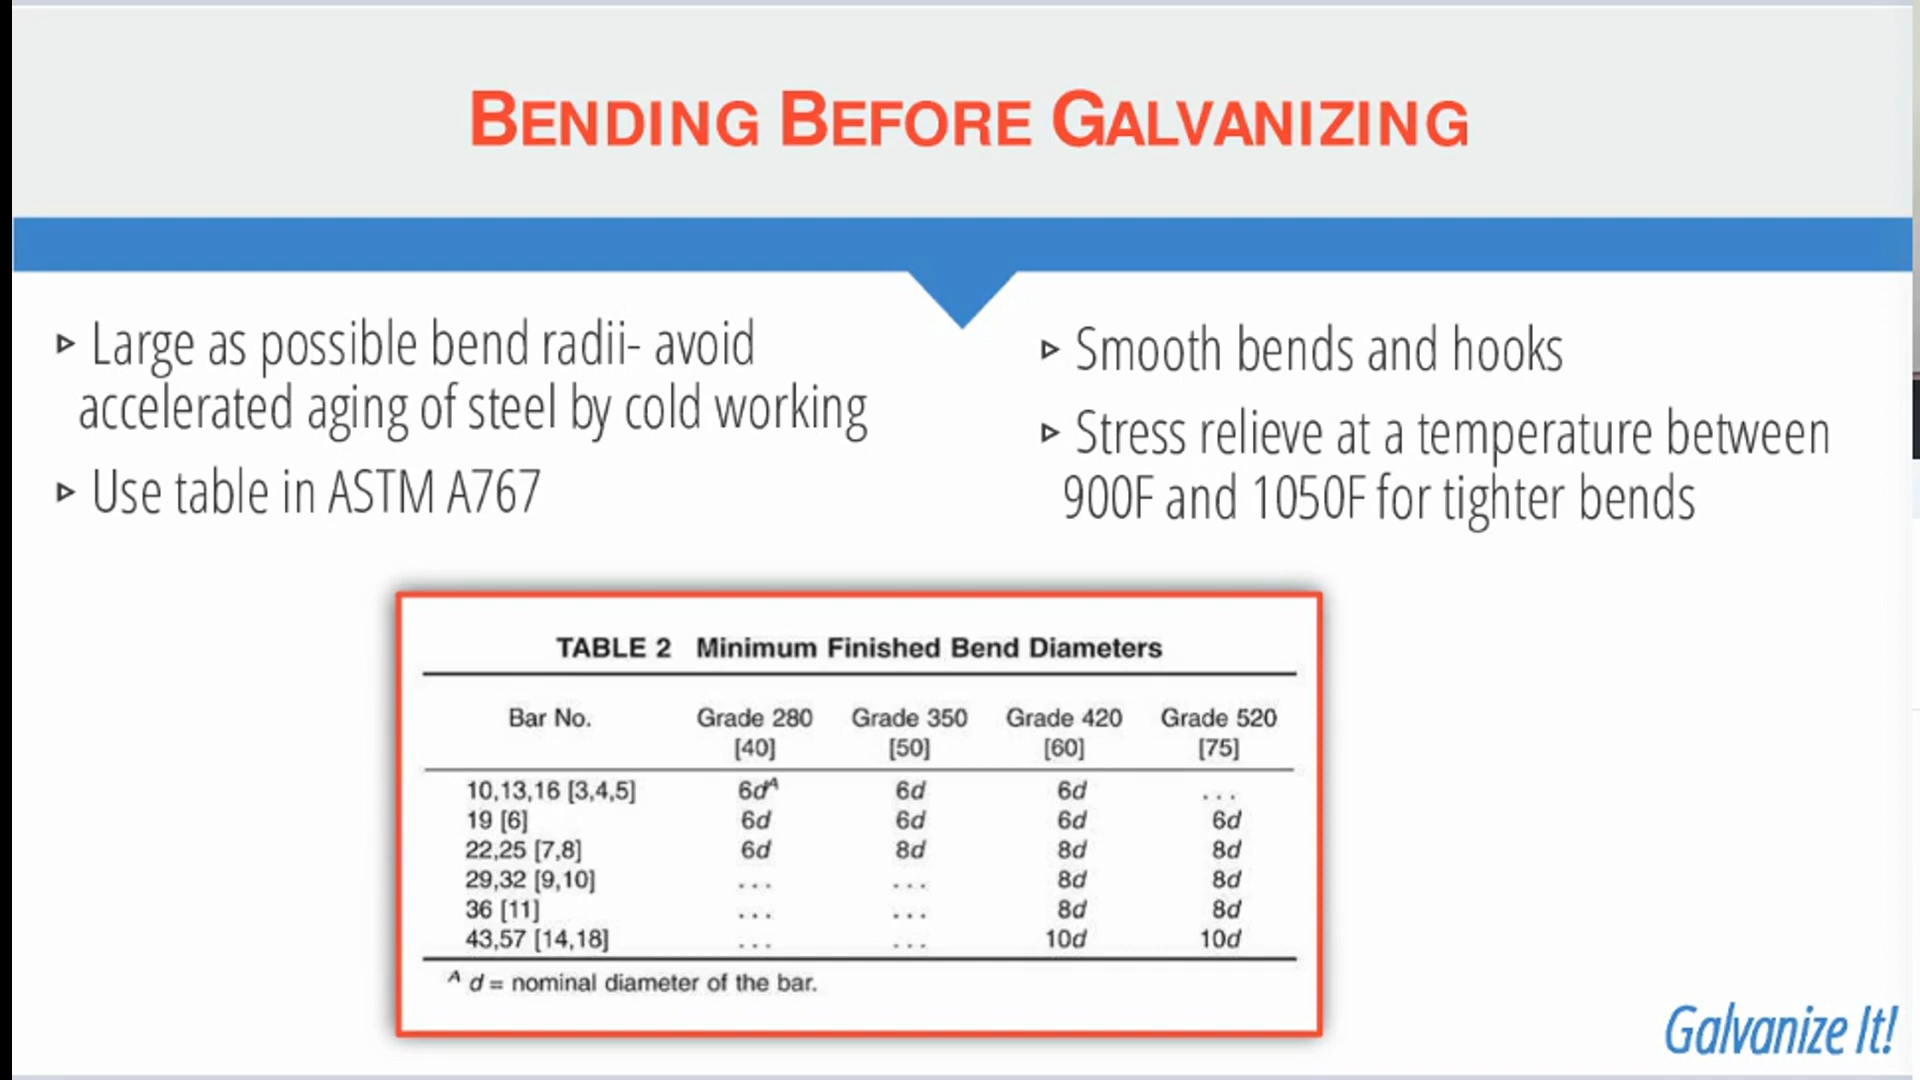 BENDING BEFORE GALVANIZING
Large as possible bend radii- avoid
accelerated aging of steel by cold working
Use table in ASTM A767
Smooth bends and hooks
Stress relieve at a temperature between
900F and 1050F for tighter bends
TABLE 2 Minimum Finished Bend Diameters
Bar No. Grade 280 Grade 350 Grade 420 Grade 520
[40] [50] [60] [75]
10,13,16 [3,4,5] 6dA 6d 6d ...
19 [6] 6d 6d 6d 6d
22,25 [7,8] 6d 8d 8d 8d
29,32 [9,10] ... ... 8d 8d
36 [11] ... ... 8d 8d
43,57 [14,18] ... ... 10d 10d
A d = nominal diameter of the bar.
Galvanize It!